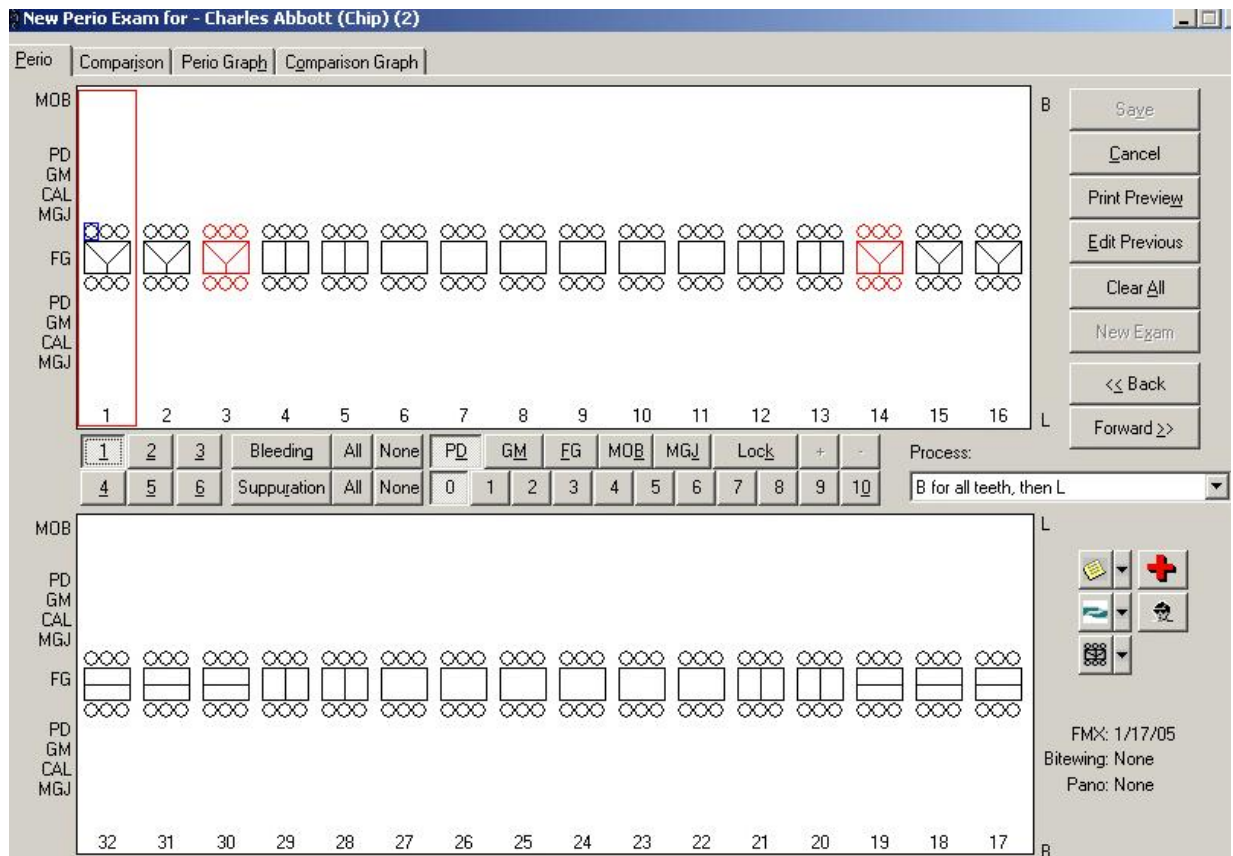 New Perio Exam for - Charles Abbott (Chip) (2)
Perio Comparison Perio Graph Comparison Graph
MOB
PD
GM
CAL
MGJ
FG
PD
GM
CAL
MGJ
B
L
Save
Cancel
Print Preview
Edit Previous
Clear All
New Exam
<< Back
Forward >>
1 2 3 4 5 6 7 8 9 10 11 12 13 14 15 16
1 2 3 Bleeding All None PD GM FG MOB MGJ Lock + -
Process:
4 5 6 Suppuration All None 0 1 2 3 4 5 6 7 8 9 10
B for all teeth, then L
MOB
PD
GM
CAL
MGJ
FG
PD
GM
CAL
MGJ
L
B
FMX: 1/17/05
Bitewing: None
Pano: None
32 31 30 29 28 27 26 25 24 23 22 21 20 19 18 17